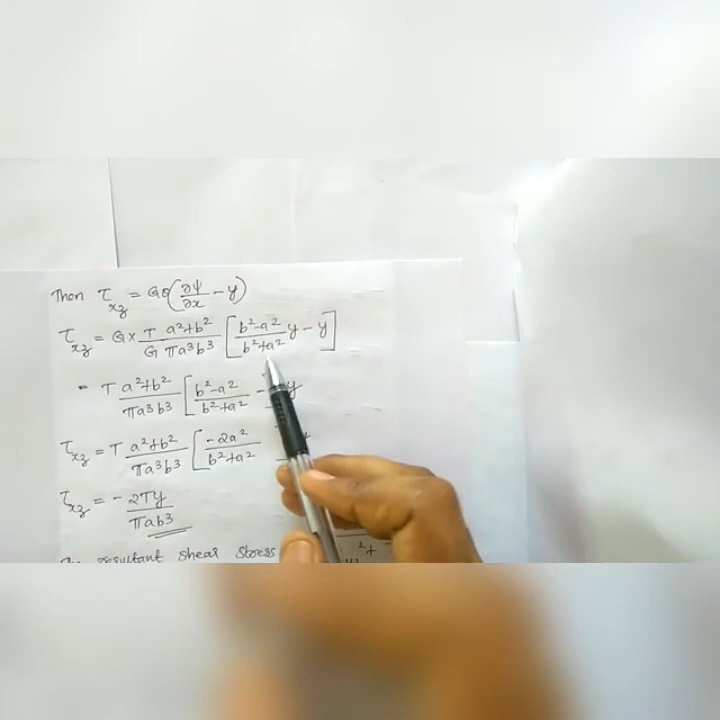 Then τxz = Gθ(∂ψ/∂x − y)
τxz = G × T/G a²+b²/πa³b³ [b²−a²/b²+a² y − y]
= T a²+b²/πa³b³ [b²−a²/b²+a² − y
τxz = T a²+b²/πa³b³ [−2a²/b²+a²
τxz = − 2Ty/πab³
resultant shear stress